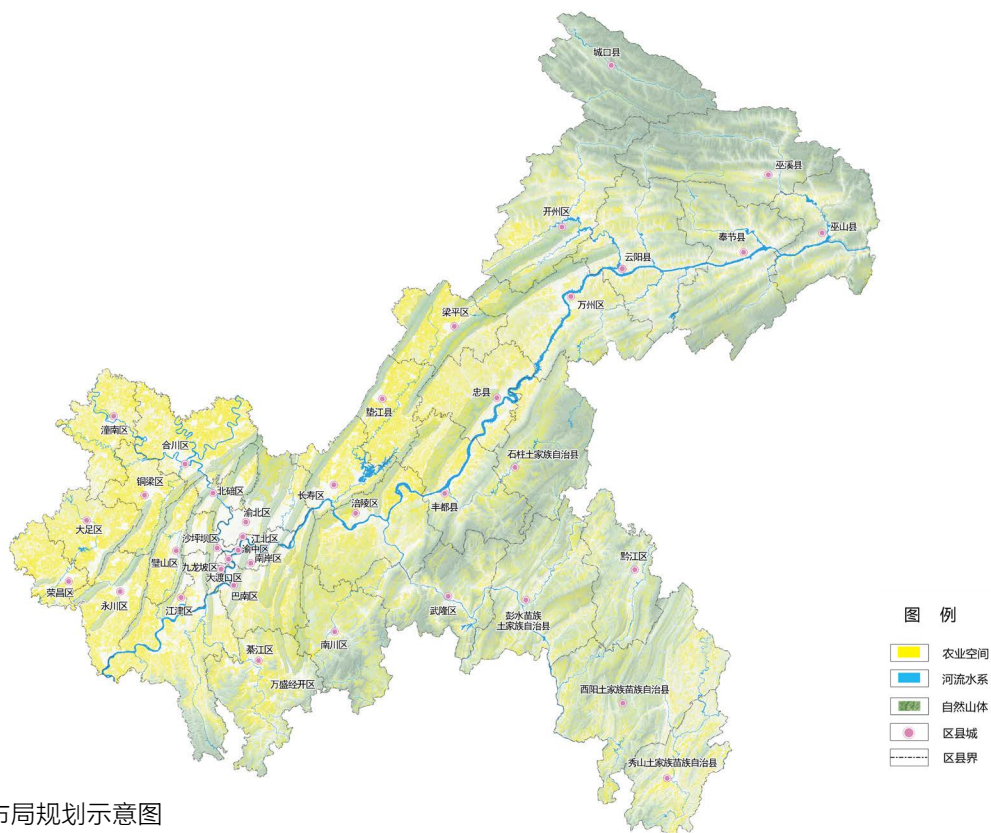 城口县
巫溪县
开州区
巫山县
奉节县
云阳县
万州区
梁平区
忠县
垫江县
潼南区
合川区
石柱土家族自治县
铜梁区
北碚区
长寿区
涪陵区
丰都县
渝北区
大足区
沙坪坝区
江北区
渝中区
璧山区
九龙坡区
南岸区
黔江区
大渡口区
荣昌区
永川区
巴南区
江津区
武隆区
彭水苗族
土家族自治县
南川区
綦江区
万盛经开区
酉阳土家族苗族自治县
秀山土家族苗族自治县
图 例
农业空间
河流水系
自然山体
区县城
区县界
布局规划示意图